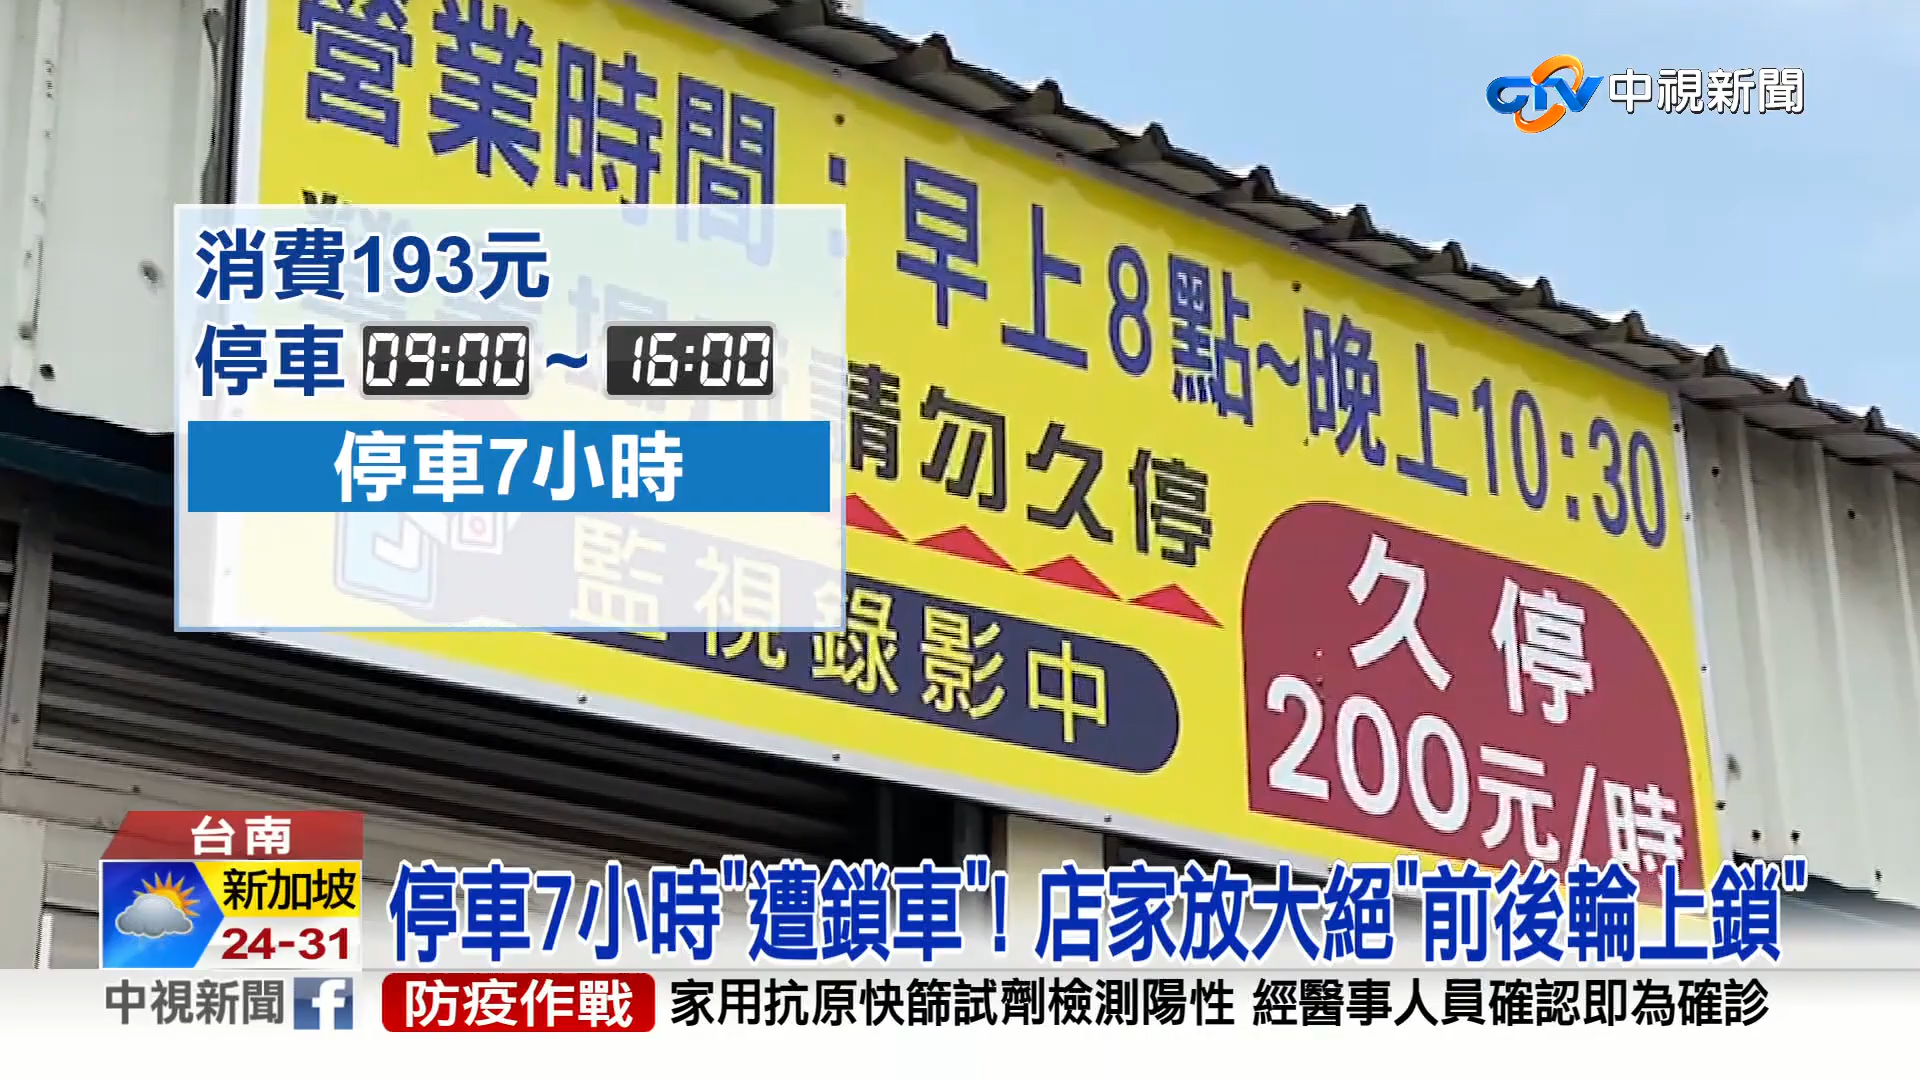 營業時間：早上8點~晚上10:30
中視新聞
消費193元
停車 09:00 ~ 16:00
停車7小時
請勿久停
監視錄影中
久停
200元/時
台南
新加坡
24-31
停車7小時"遭鎖車"! 店家放大絕"前後輪上鎖"
中視新聞
防疫作戰 家用抗原快篩試劑檢測陽性 經醫事人員確認即為確診